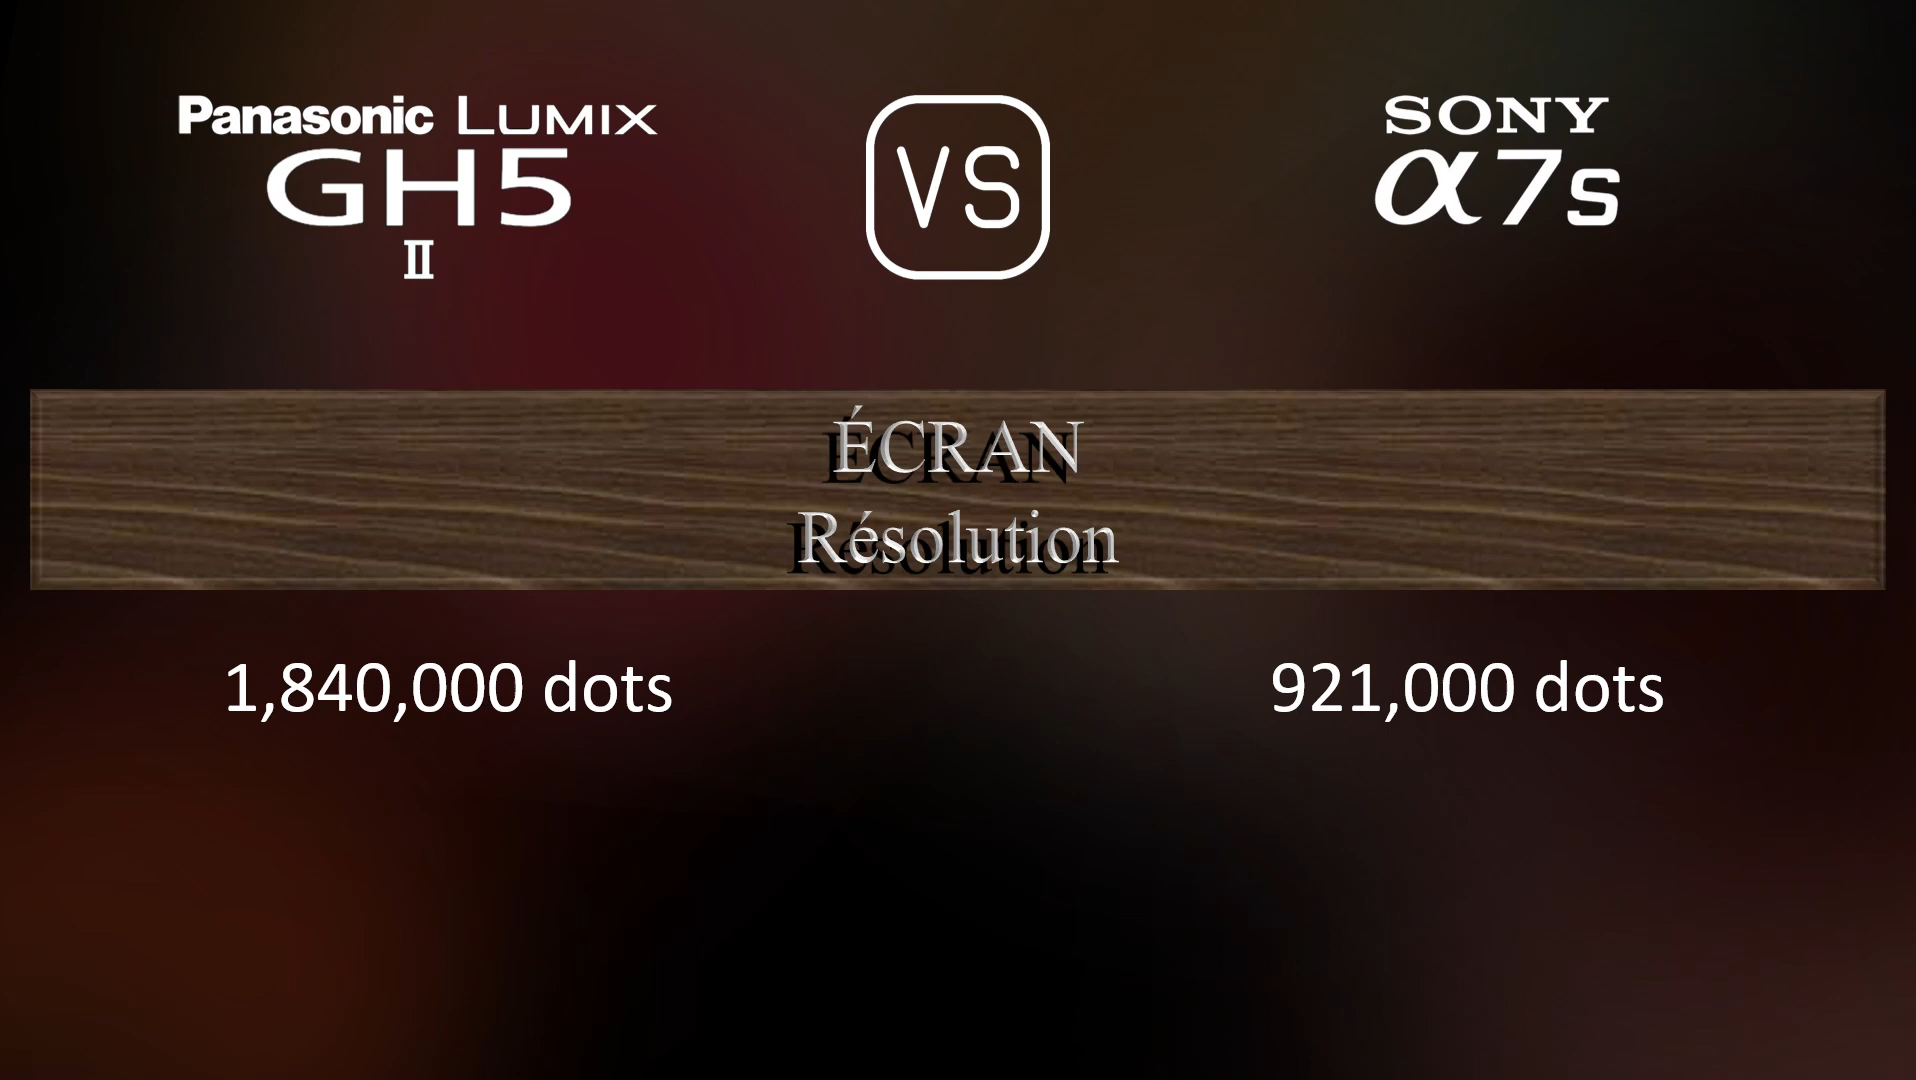 Panasonic LUMIX
GH5
II
VS
SONY
α7s
ÉCRAN
Résolution
1,840,000 dots
921,000 dots